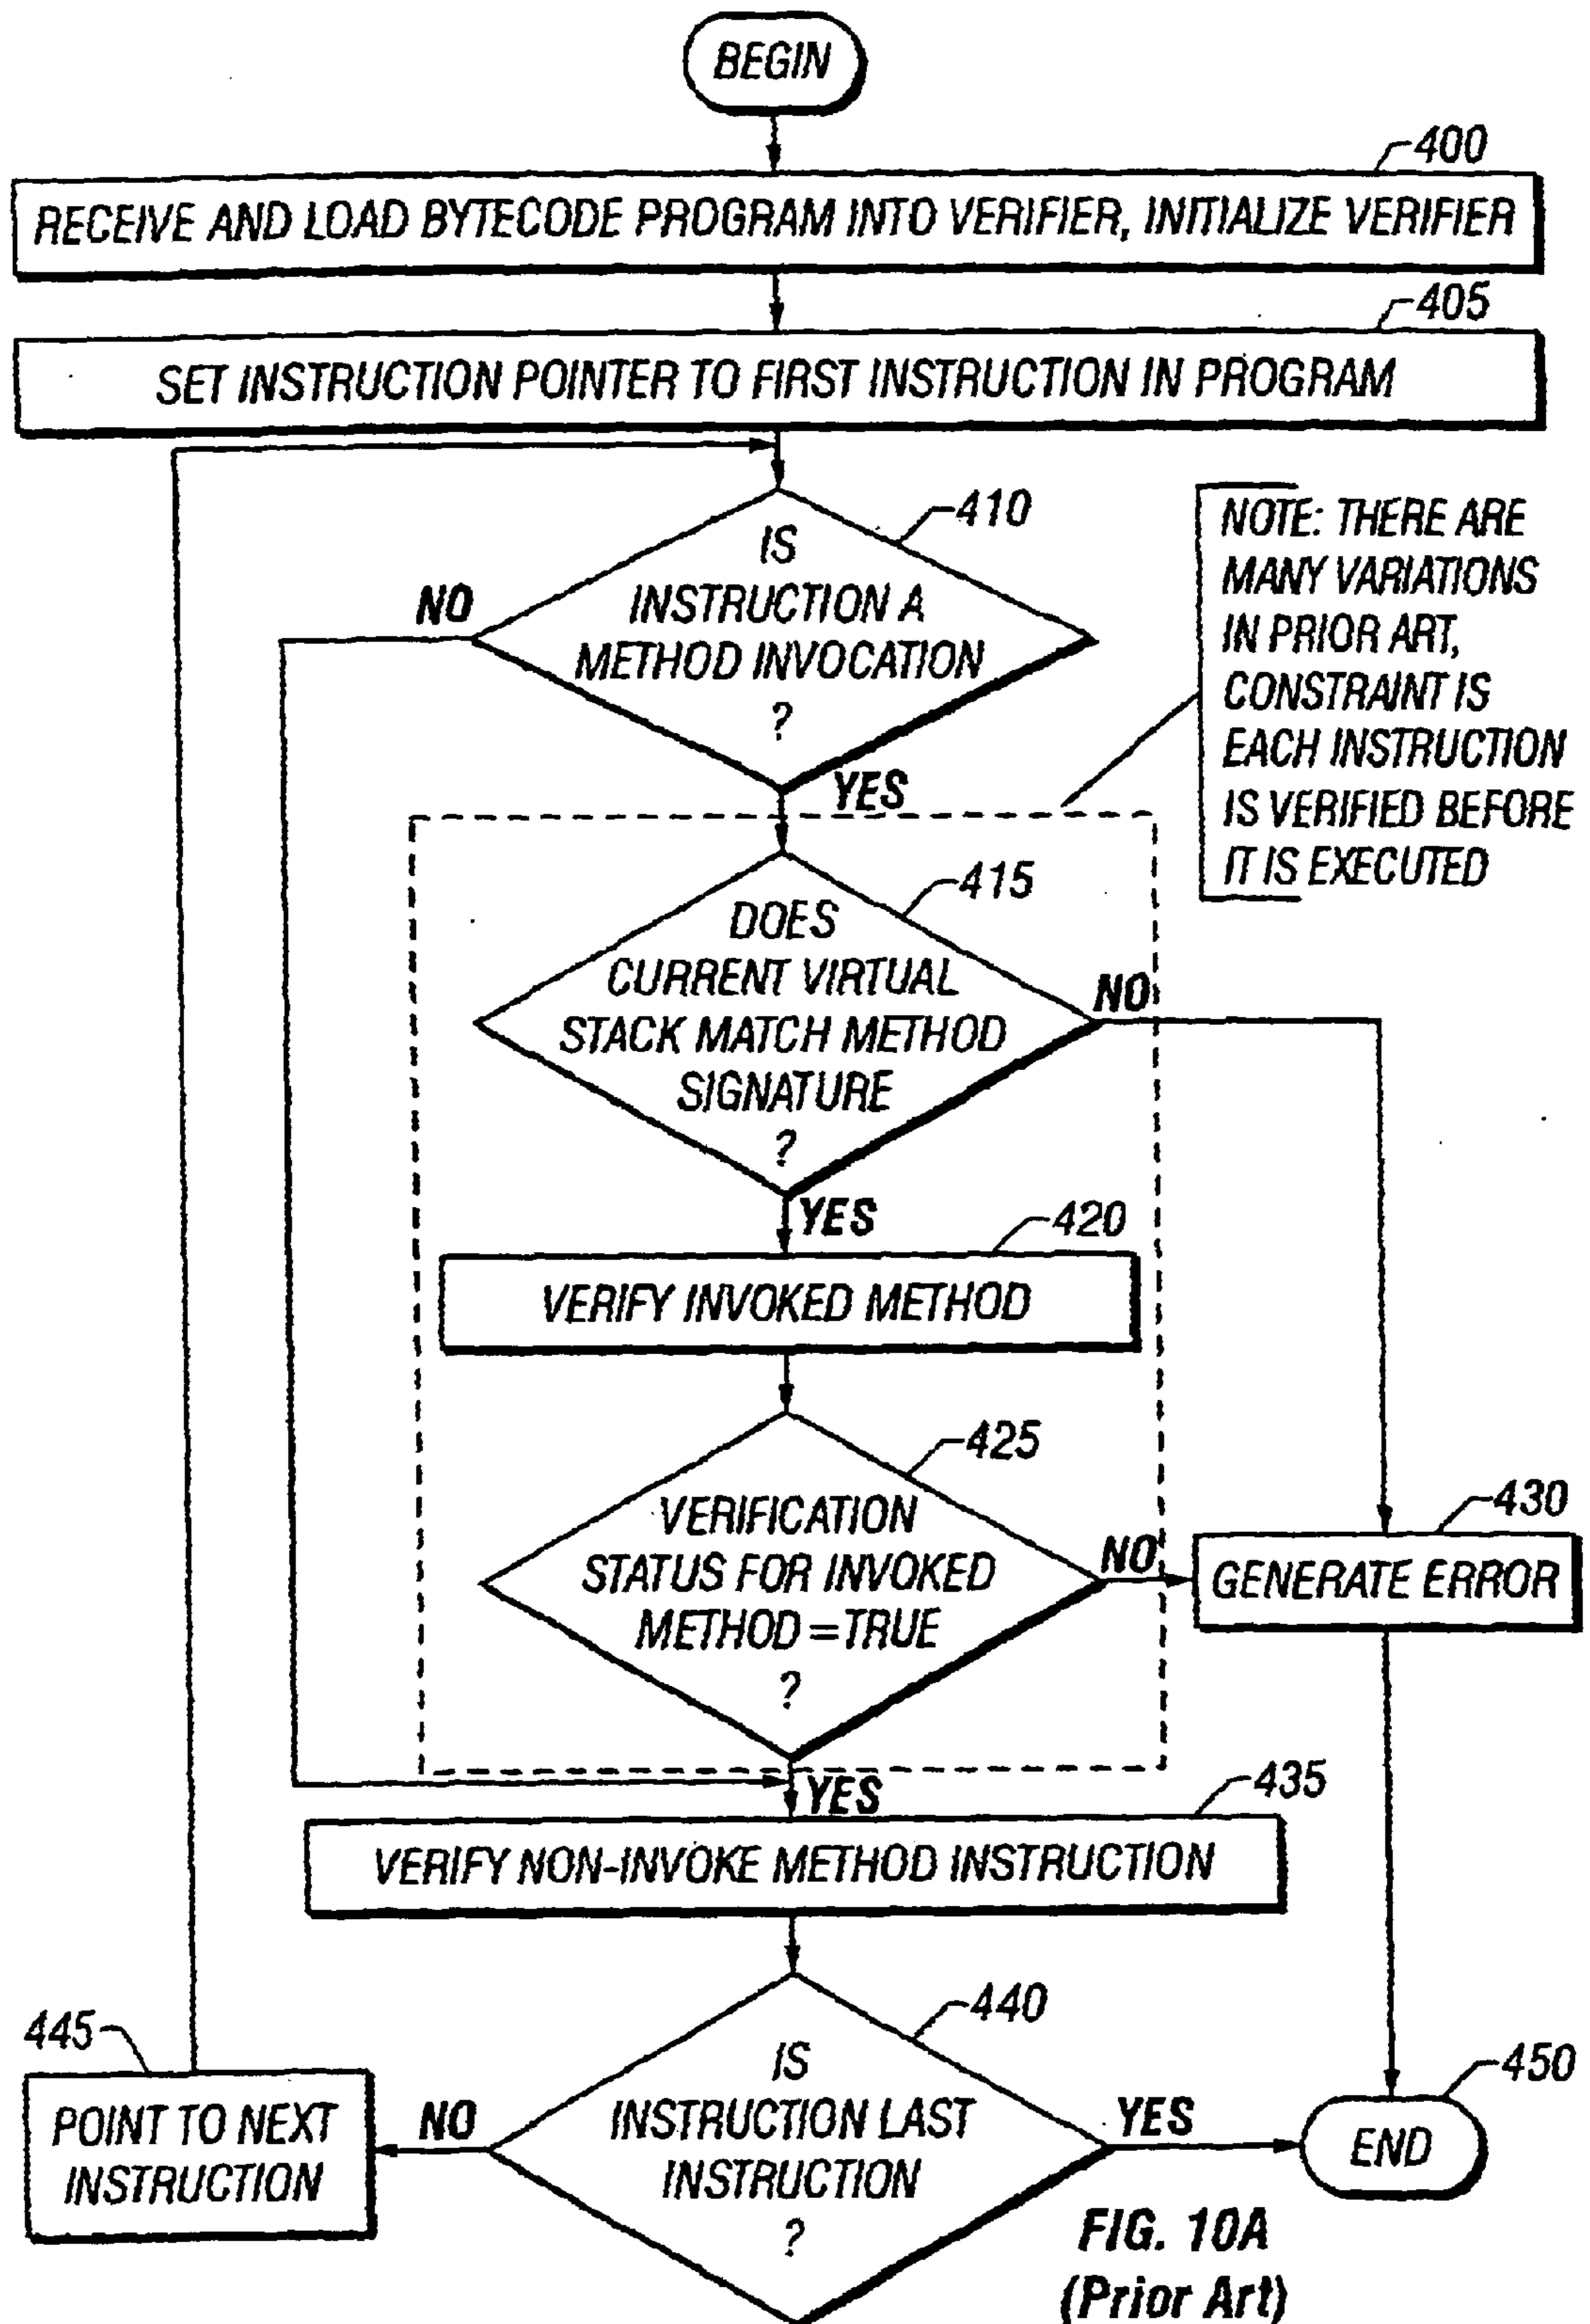 BEGIN
400
RECEIVE AND LOAD BYTECODE PROGRAM INTO VERIFIER, INITIALIZE VERIFIER
405
SET INSTRUCTION POINTER TO FIRST INSTRUCTION IN PROGRAM
410
IS
INSTRUCTION A
METHOD INVOCATION
?
NO
YES
NOTE: THERE ARE
MANY VARIATIONS
IN PRIOR ART,
CONSTRAINT IS
EACH INSTRUCTION
IS VERIFIED BEFORE
IT IS EXECUTED
415
DOES
CURRENT VIRTUAL
STACK MATCH METHOD
SIGNATURE
?
NO
YES
420
VERIFY INVOKED METHOD
425
VERIFICATION
STATUS FOR INVOKED
METHOD=TRUE
?
NO
430
GENERATE ERROR
YES
435
VERIFY NON-INVOKE METHOD INSTRUCTION
440
IS
INSTRUCTION LAST
INSTRUCTION
?
445
POINT TO NEXT
INSTRUCTION
NO
YES
450
END
FIG. 10A
(Prior Art)